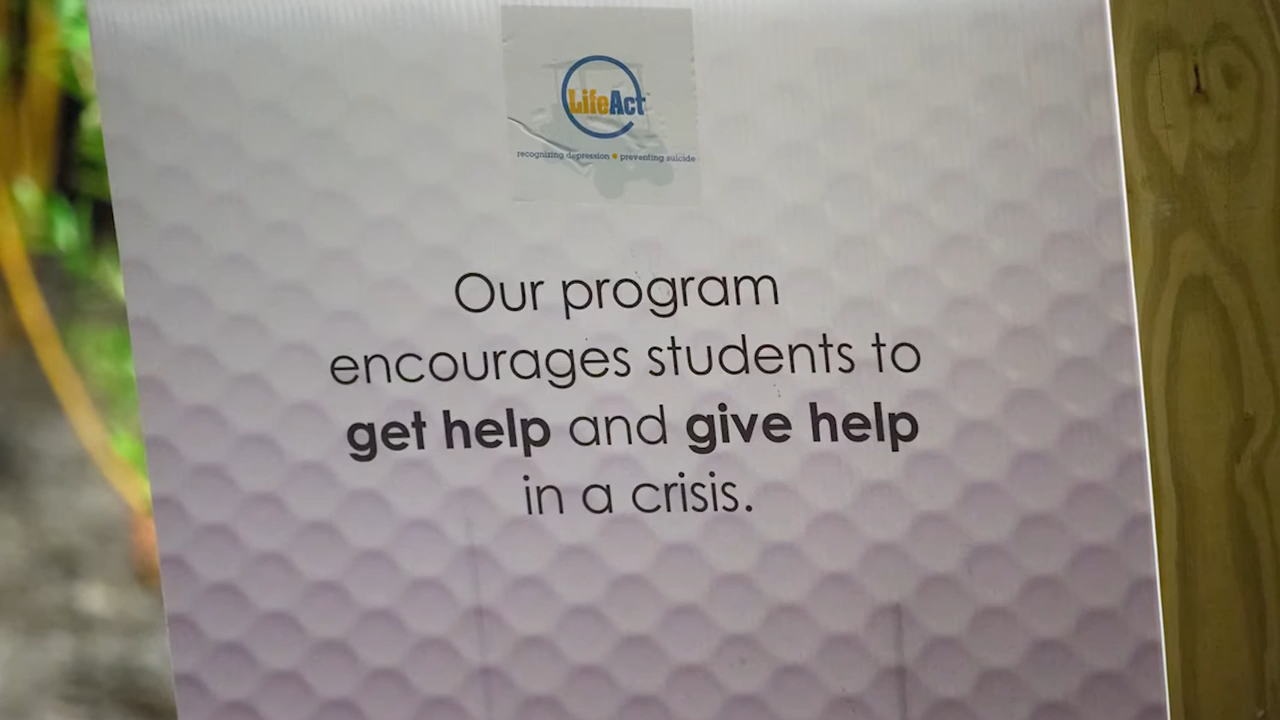 LifeAct
recognizing depression • preventing suicide
Our program
encourages students to
get help and give help
in a crisis.